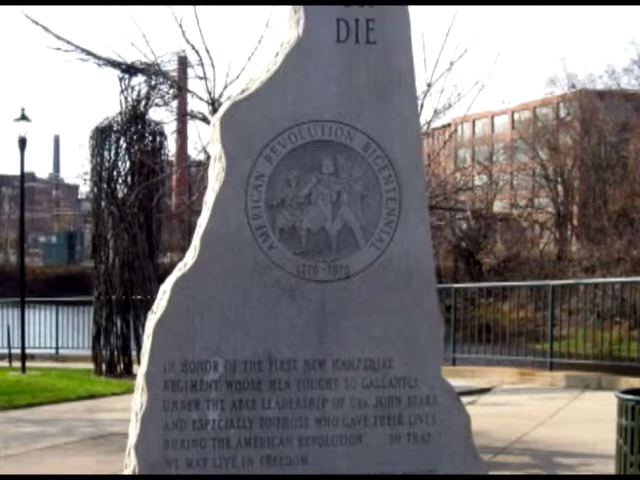 DIE
AMERICAN REVOLUTION BICENTENNIAL
1776-1976
IN HONOR OF THE FIRST NEW HAMPSHIRE
REGIMENT WHOSE MEN FOUGHT SO GALLANTLY
UNDER THE ABLE LEADERSHIP OF GEN. JOHN STARK
AND ESPECIALLY TO THOSE WHO GAVE THEIR LIVES
DURING THE AMERICAN REVOLUTION SO THAT
WE MAY LIVE IN FREEDOM.